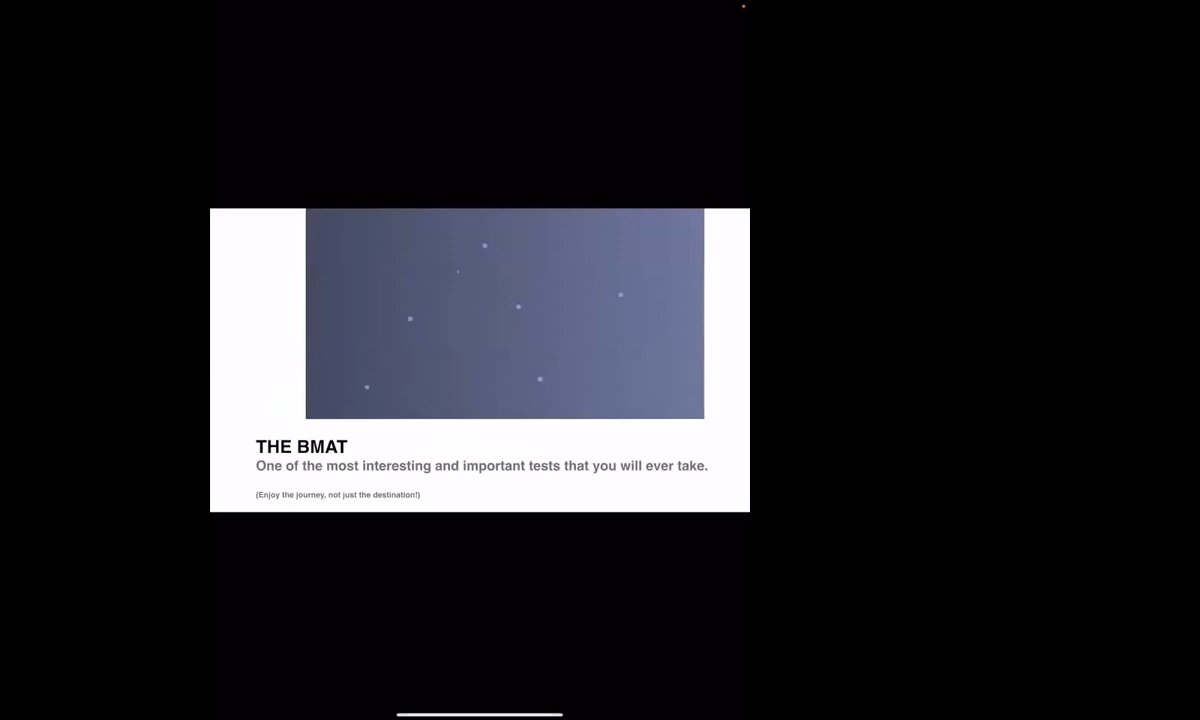 THE BMAT
One of the most interesting and important tests that you will ever take.
(Enjoy the journey, not just the destination!)